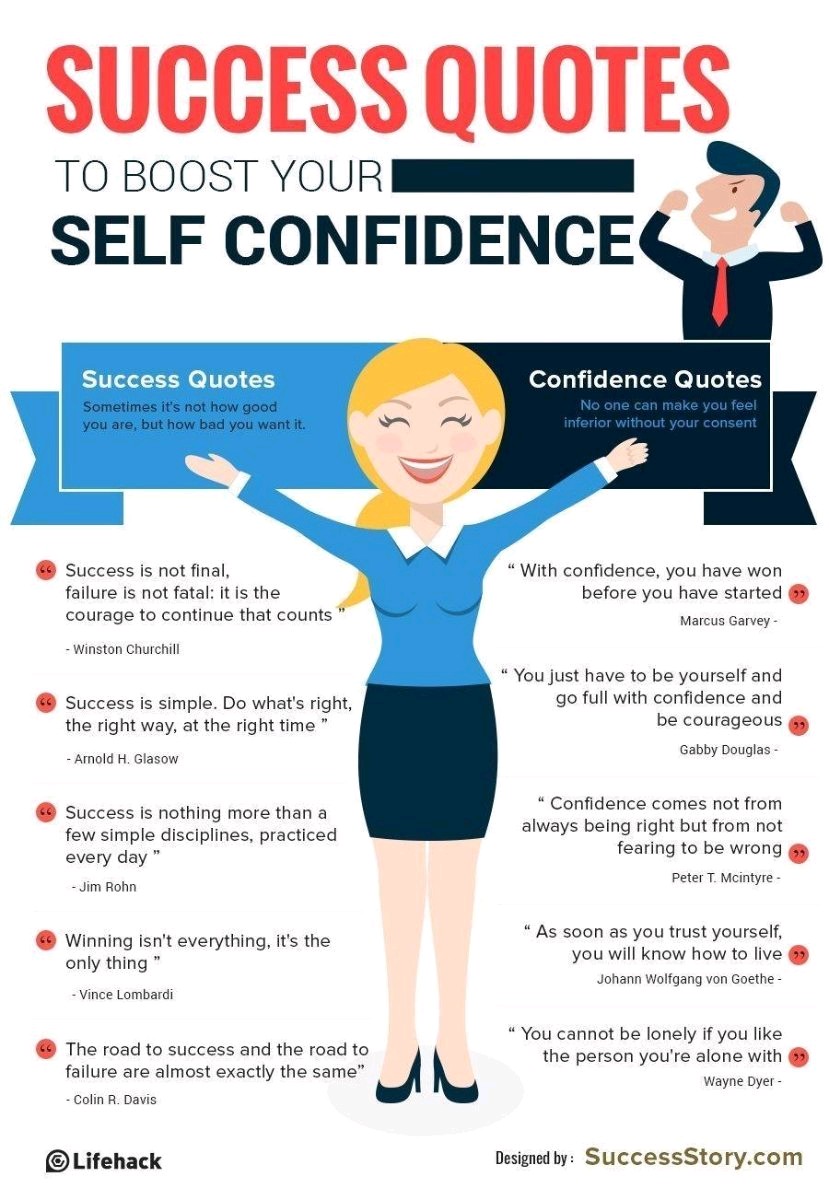 SUCCESS QUOTES
TO BOOST YOUR
SELF CONFIDENCE
Success Quotes
Sometimes it's not how good
you are, but how bad you want it.
Confidence Quotes
No one can make you feel
inferior without your consent
“ Success is not final,
failure is not fatal: it is the
courage to continue that counts ”
- Winston Churchill
“ Success is simple. Do what's right,
the right way, at the right time ”
- Arnold H. Glasow
“ Success is nothing more than a
few simple disciplines, practiced
every day ”
- Jim Rohn
“ Winning isn't everything, it's the
only thing ”
- Vince Lombardi
“ The road to success and the road to
failure are almost exactly the same”
- Colin R. Davis
“ With confidence, you have won
before you have started ”
Marcus Garvey -
“ You just have to be yourself and
go full with confidence and
be courageous ”
Gabby Douglas -
“ Confidence comes not from
always being right but from not
fearing to be wrong ”
Peter T. Mcintyre -
“ As soon as you trust yourself,
you will know how to live ”
Johann Wolfgang von Goethe -
“ You cannot be lonely if you like
the person you're alone with ”
Wayne Dyer -
Lifehack
Designed by : SuccessStory.com